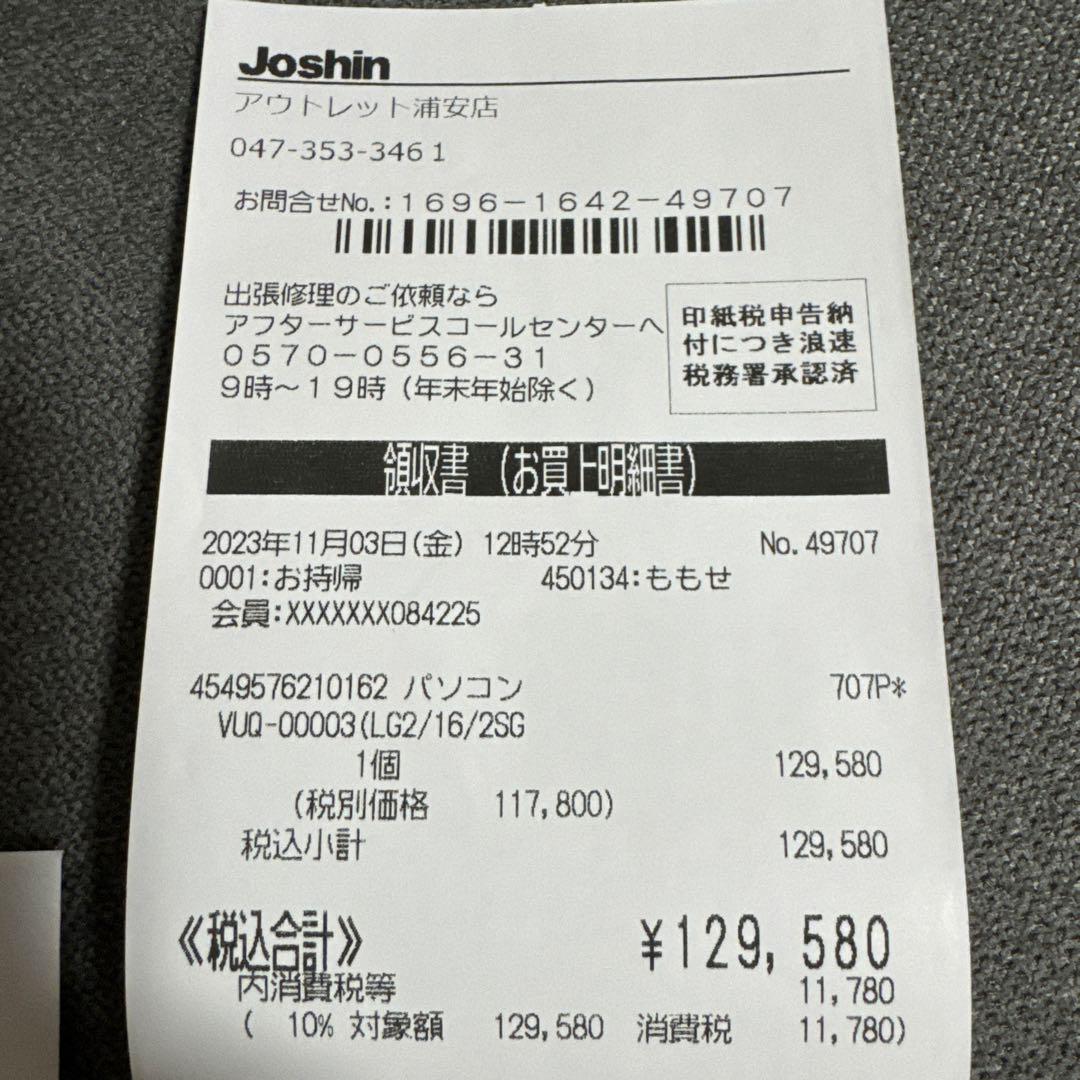 Joshin
アウトレット浦安店
047-353-3461
お問合せNo.:1696-1642-49707
出張修理のご依頼なら
アフターサービスコールセンターへ
0570-0556-31
9時~19時(年末年始除く)
印紙税申告納
付につき浪速
税務署承認済
領収書 (お買上明細書)
2023年11月03日(金) 12時52分 No.49707
0001:お持帰 450134:ももせ
会員:XXXXXXX084225
4549576210162 パソコン 707P*
VUQ-00003(LG2/16/2SG
1個 129,580
(税別価格 117,800)
税込小計 129,580
《税込合計》 ¥129,580
内消費税等 11,780
( 10% 対象額 129,580 消費税 11,780)